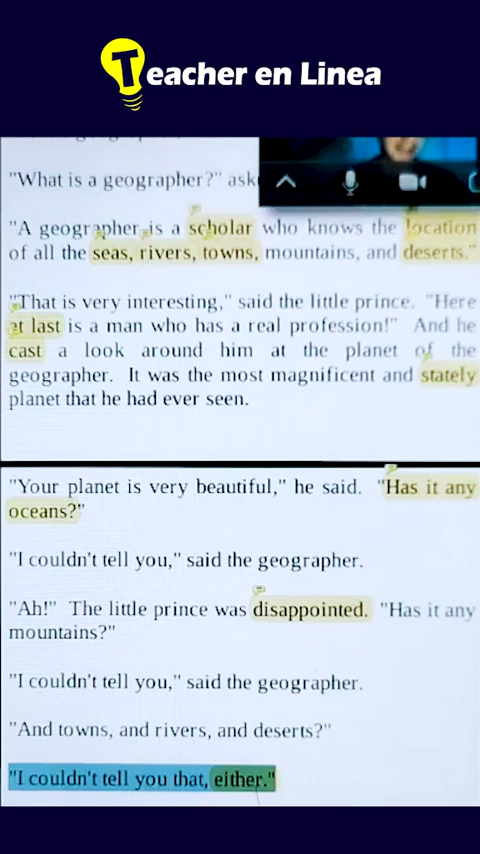 Teacher en Linea
"What is a geographer?" ask
"A geographer is a scholar who knows the location
of all the seas, rivers, towns, mountains, and deserts."
"That is very interesting," said the little prince. "Here
at last is a man who has a real profession!" And he
cast a look around him at the planet of the
geographer. It was the most magnificent and stately
planet that he had ever seen.
"Your planet is very beautiful," he said. "Has it any
oceans?"
"I couldn't tell you," said the geographer.
"Ah!" The little prince was disappointed. "Has it any
mountains?"
"I couldn't tell you," said the geographer.
"And towns, and rivers, and deserts?"
"I couldn't tell you that, either."